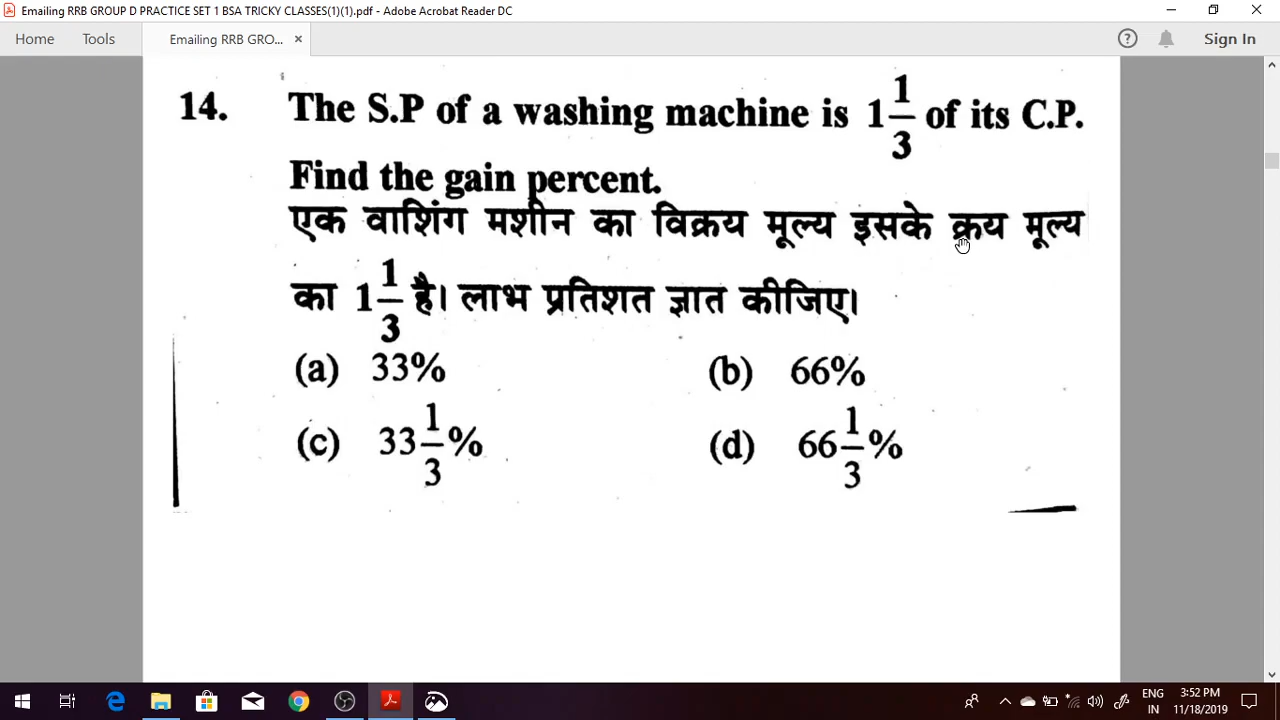 Emailing RRB GROUP D PRACTICE SET 1 BSA TRICKY CLASSES(1)(1).pdf - Adobe Acrobat Reader DC
Home Tools Emailing RRB GRO... × Sign In
14. The S.P of a washing machine is 1 1/3 of its C.P.
Find the gain percent.
एक वाशिंग मशीन का विक्रय मूल्य इसके क्रय मूल्य
का 1 1/3 है। लाभ प्रतिशत ज्ञात कीजिए।
(a) 33% (b) 66%
(c) 33 1/3% (d) 66 1/3%
ENG 3:52 PM
IN 11/18/2019